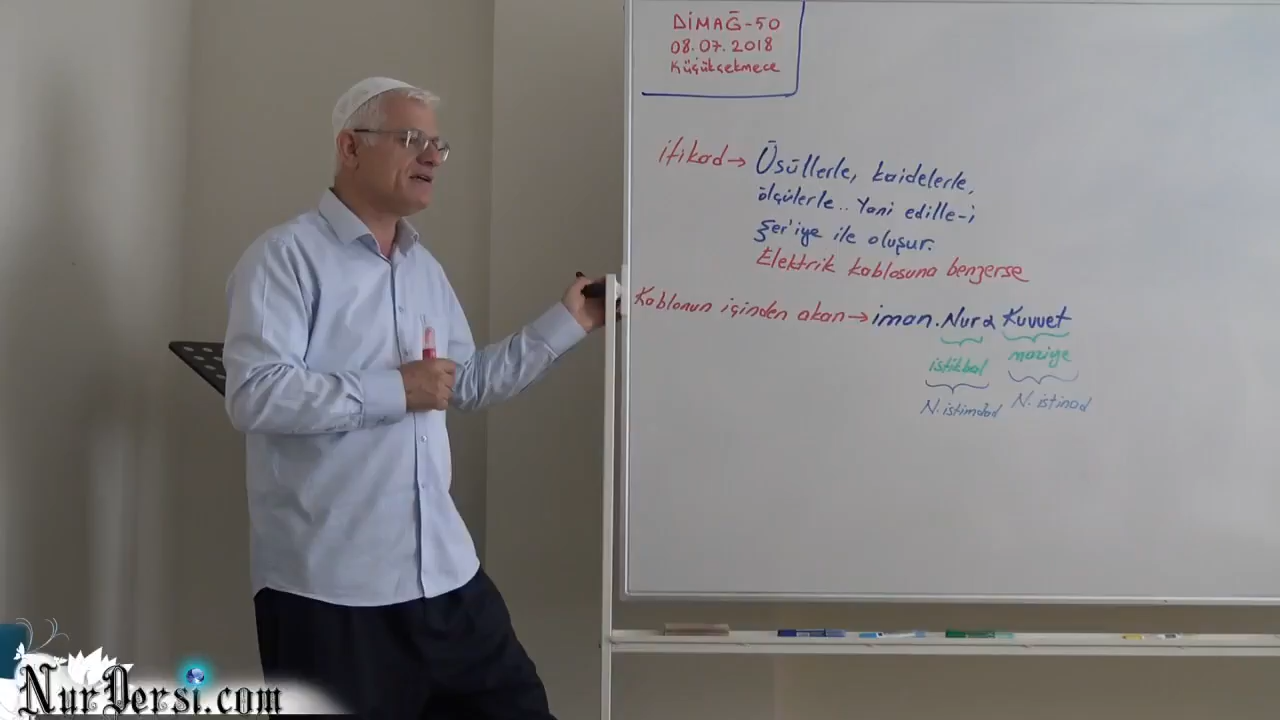 DİMAĞ-50
08.07.2018
Küçükçekmece
itikad → Üsüllerle, kaidelerle,
ölçülerle.. Yani edille-i
Şer'iye ile oluşur.
Elektrik kablosuna benzerse
Kablonun içinden akan → iman. Nur Kuvvet
istikbal maziye
N. istimdad N. istinad
NurDersi.com